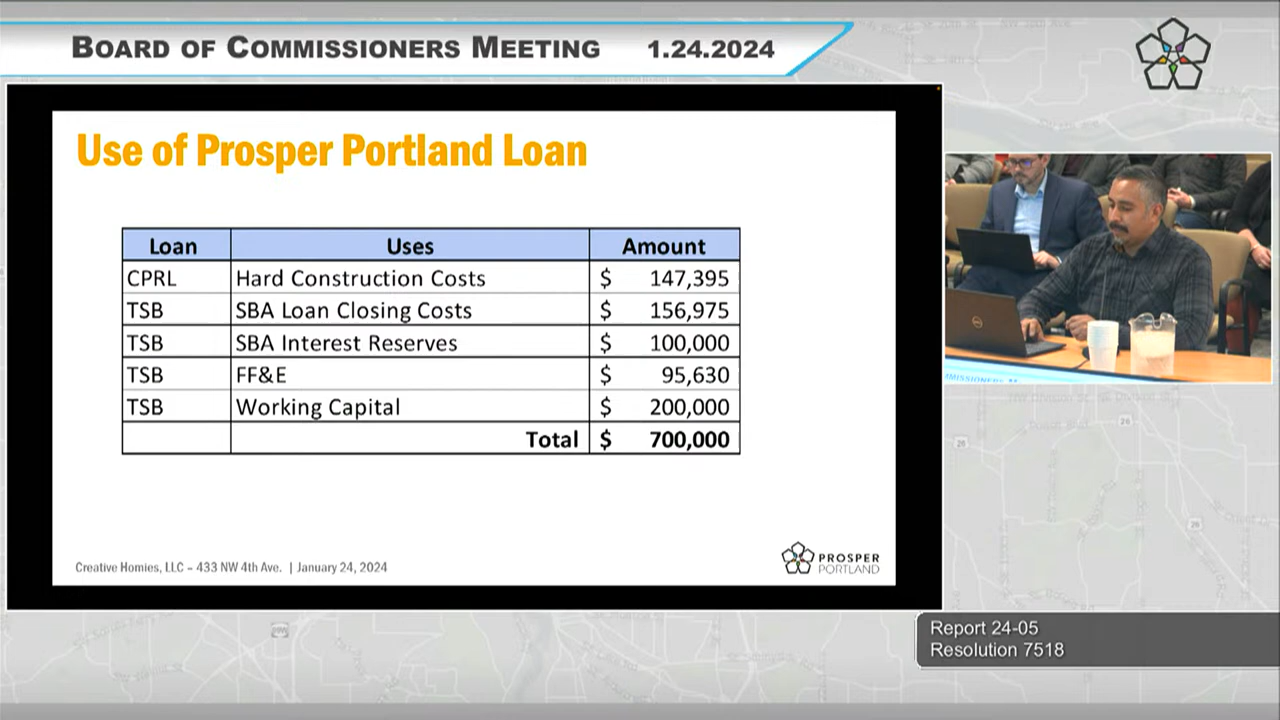 BOARD OF COMMISSIONERS MEETING 1.24.2024
Use of Prosper Portland Loan
Loan Uses Amount
CPRL Hard Construction Costs $ 147,395
TSB SBA Loan Closing Costs $ 156,975
TSB SBA Interest Reserves $ 100,000
TSB FF&E $ 95,630
TSB Working Capital $ 200,000
Total $ 700,000
Creative Homies, LLC – 433 NW 4th Ave. | January 24, 2024
PROSPER
PORTLAND
Report 24-05
Resolution 7518
26
26
26